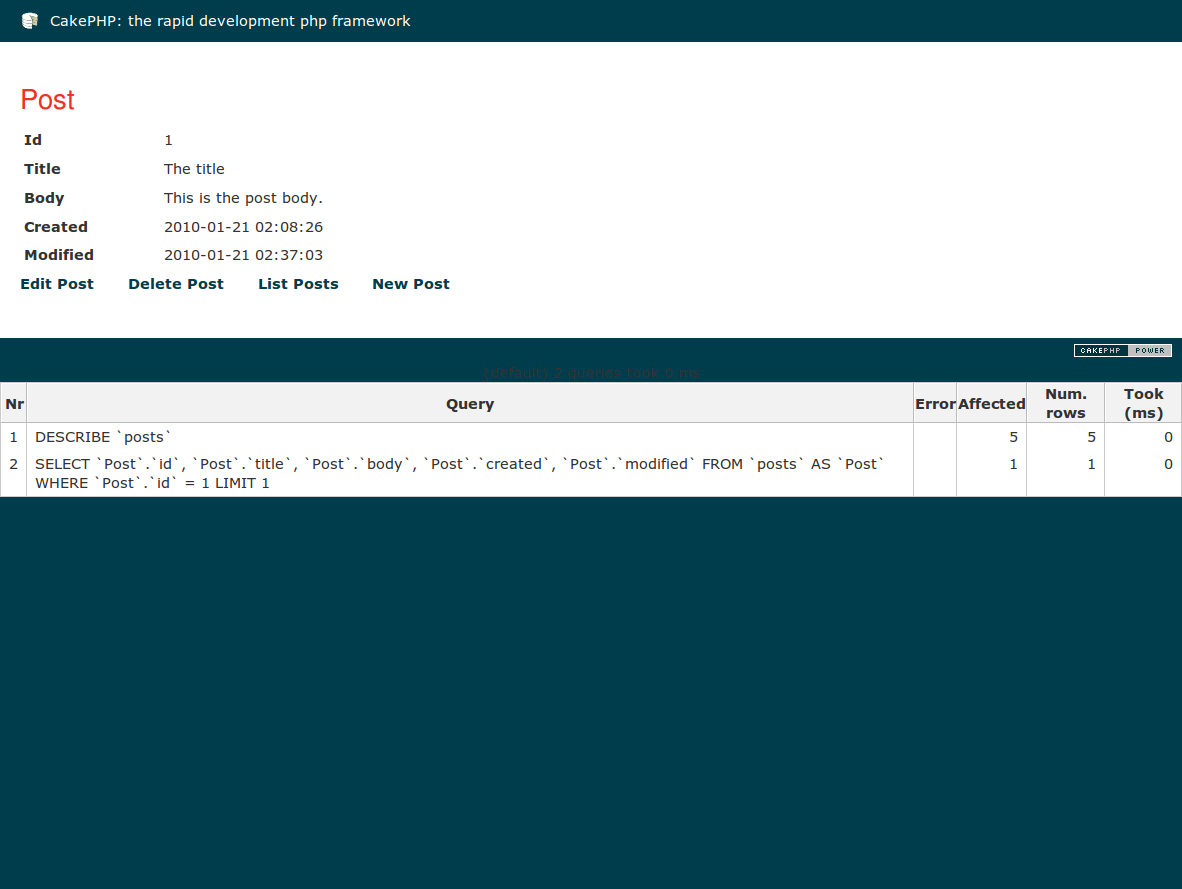 CakePHP: the rapid development php framework
Post
Id 1
Title The title
Body This is the post body.
Created 2010-01-21 02:08:26
Modified 2010-01-21 02:37:03
Edit Post Delete Post List Posts New Post
CAKEPHP POWER
(default) 2 queries took 0 ms
Nr Query Error Affected Num. rows Took (ms)
1 DESCRIBE `posts` 5 5 0
2 SELECT `Post`.`id`, `Post`.`title`, `Post`.`body`, `Post`.`created`, `Post`.`modified` FROM `posts` AS `Post` 1 1 0
WHERE `Post`.`id` = 1 LIMIT 1